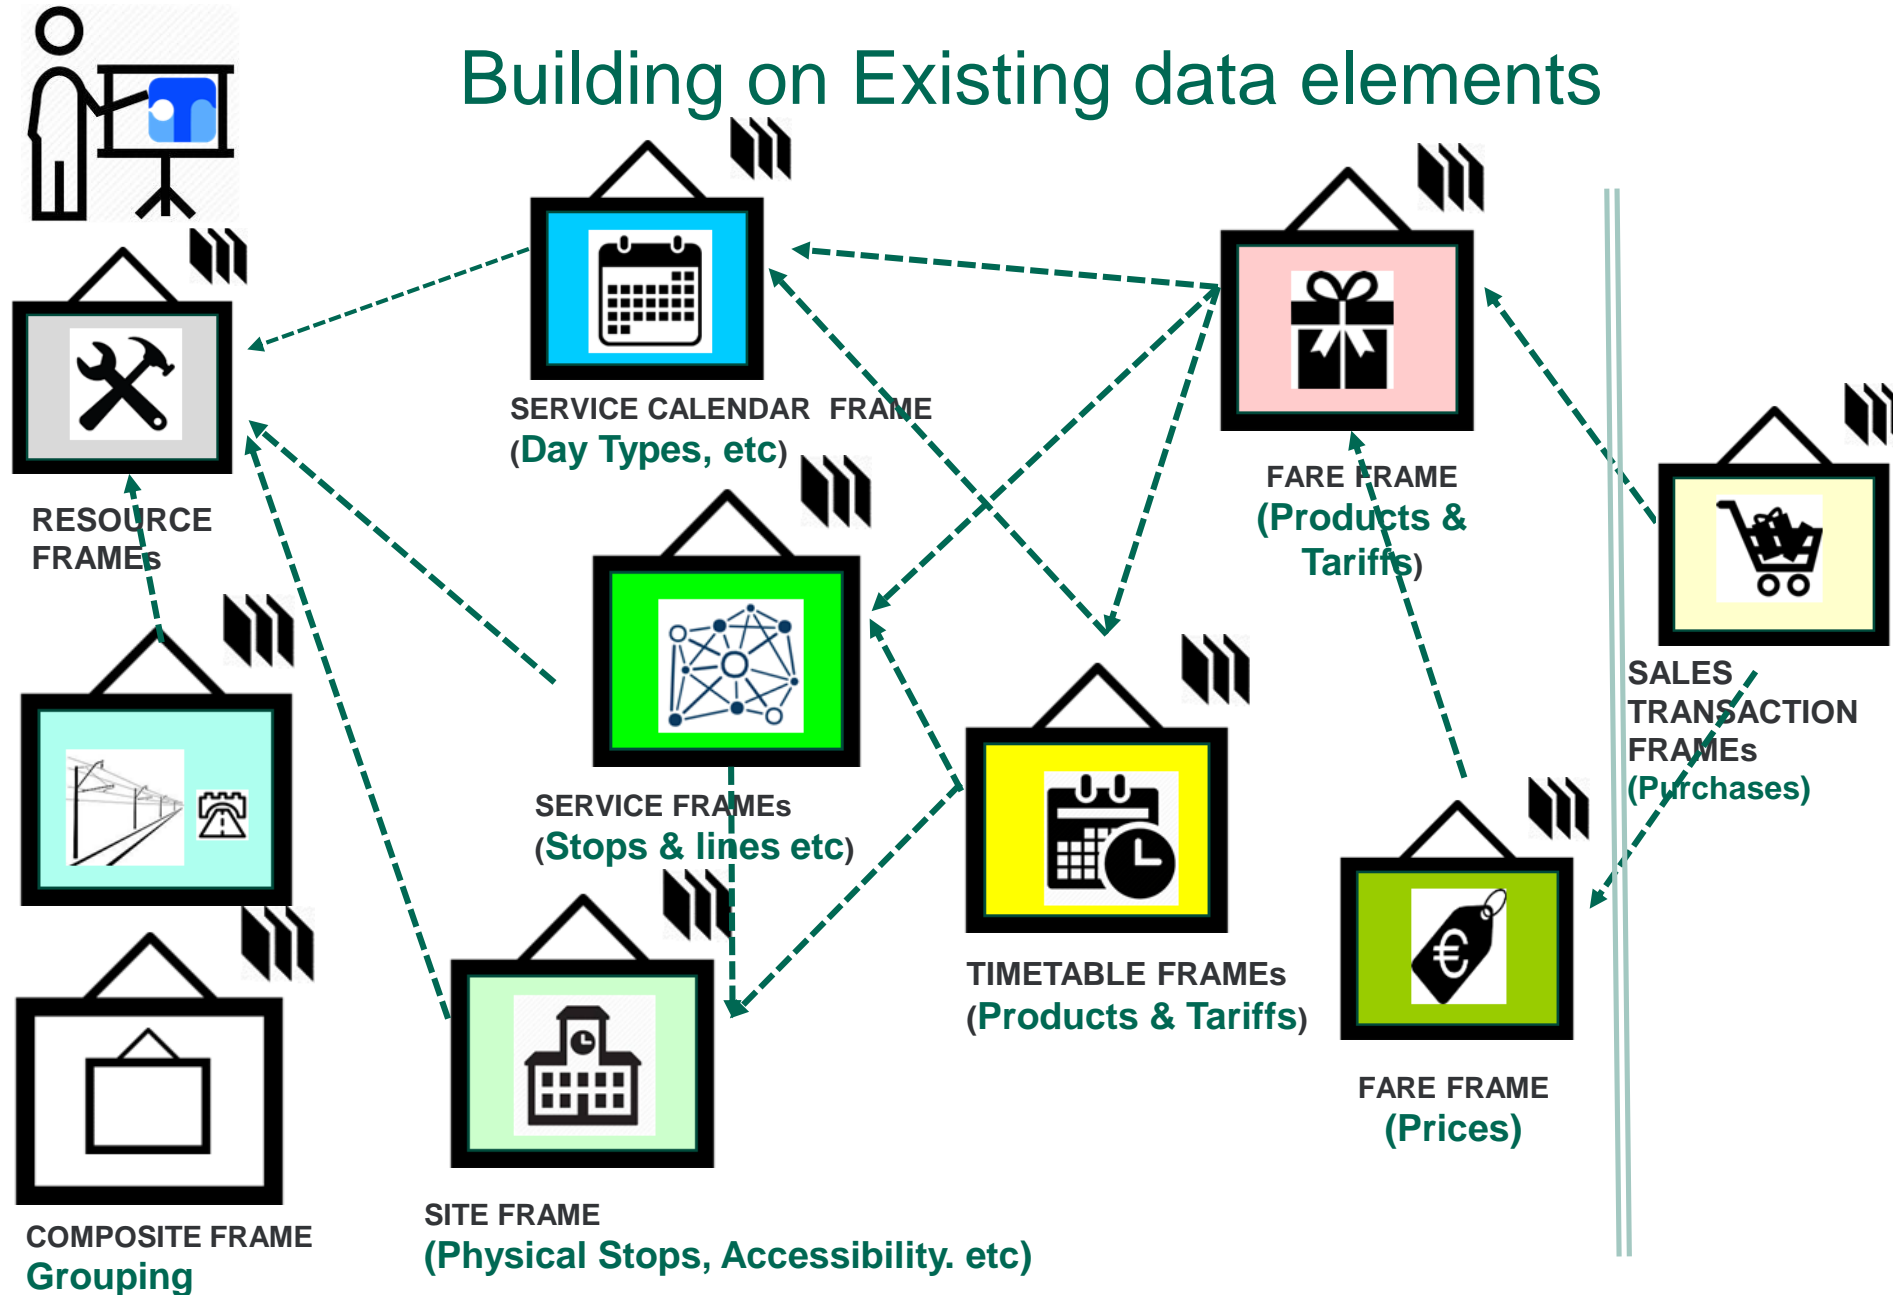 Building on Existing data elements
SERVICE CALENDAR FRAME
(Day Types, etc)
RESOURCE
FRAMEs
FARE FRAME
(Products &
Tariffs)
SERVICE FRAMEs
(Stops & lines etc)
SALES
TRANSACTION
FRAMEs
(Purchases)
TIMETABLE FRAMEs
(Products & Tariffs)
€
FARE FRAME
(Prices)
SITE FRAME
(Physical Stops, Accessibility. etc)
COMPOSITE FRAME
Grouping